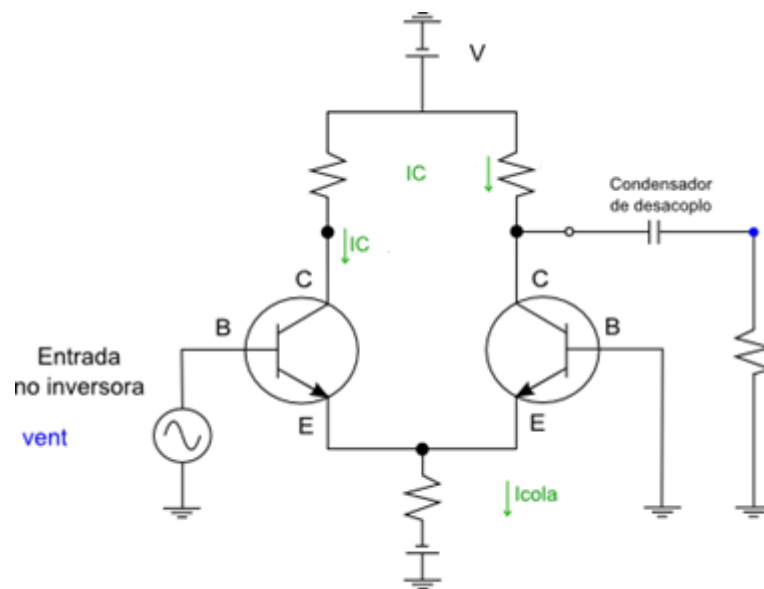 V
IC
Condensador
de desacoplo
IC
C
C
B
B
Entrada
no inversora
vent
E
E
Icola